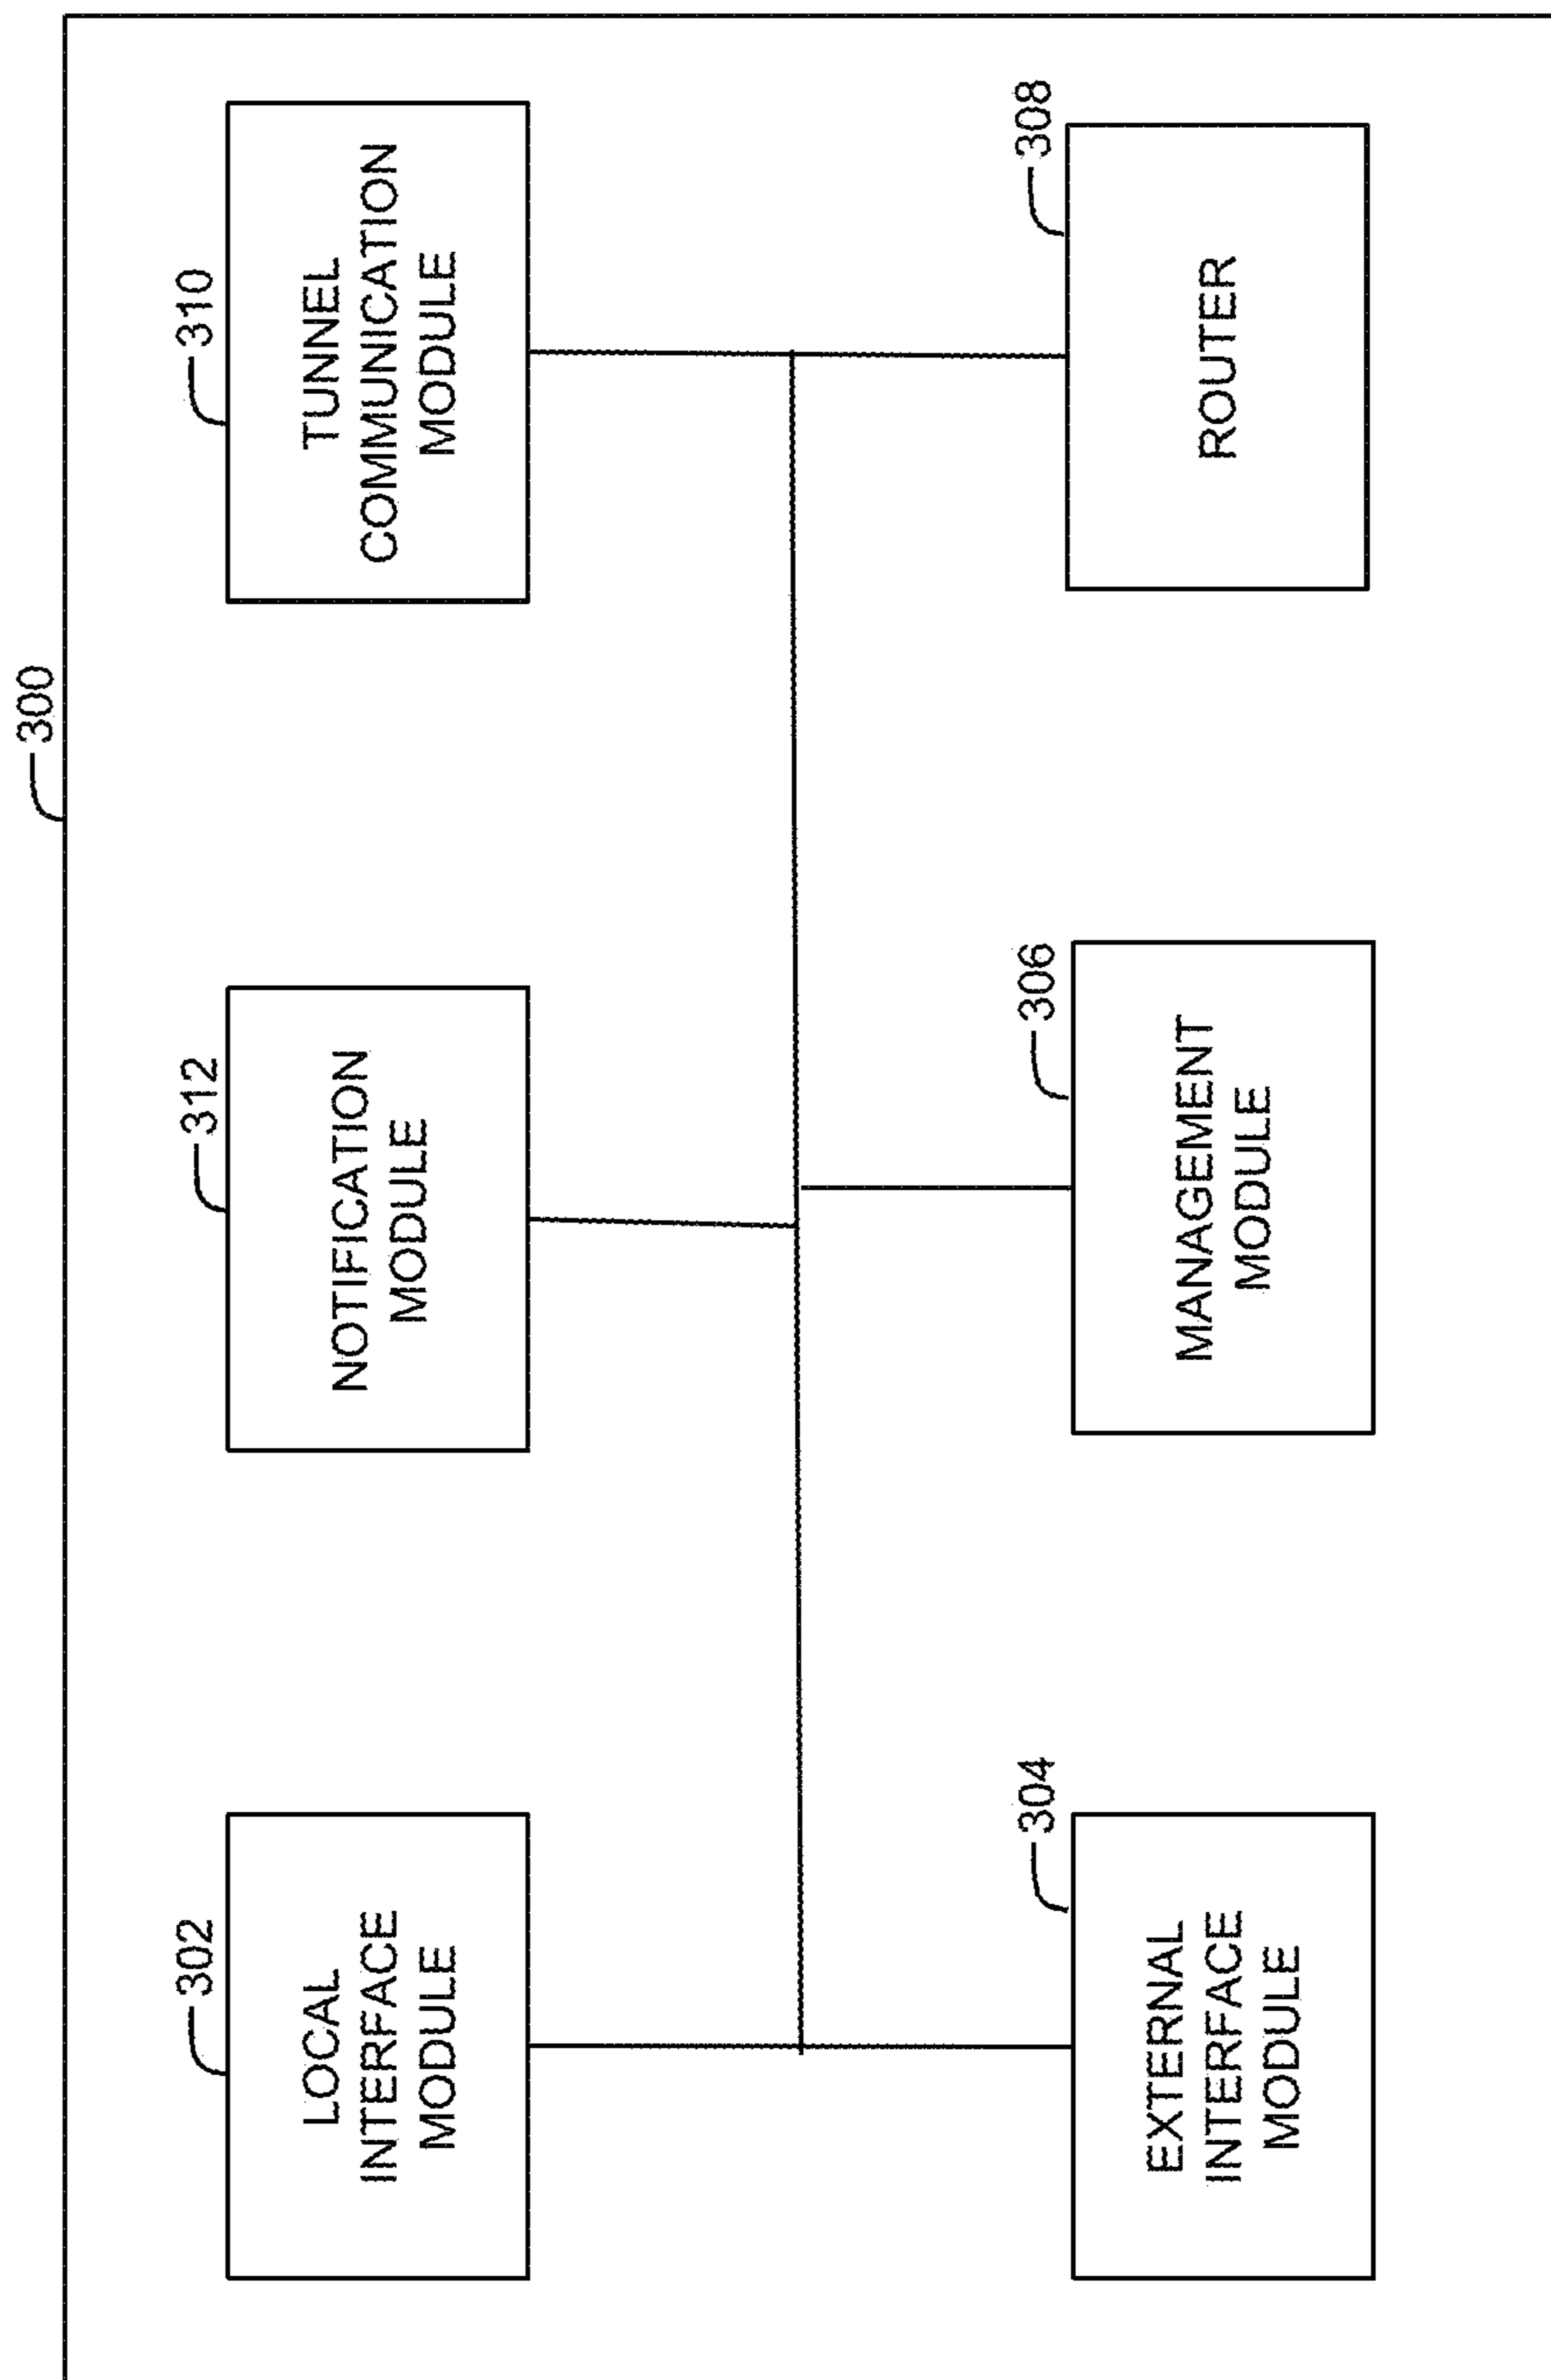 300
302
LOCAL
INTERFACE
MODULE
312
NOTIFICATION
MODULE
310
TUNNEL
COMMUNICATION
MODULE
304
EXTERNAL
INTERFACE
MODULE
306
MANAGEMENT
MODULE
308
ROUTER